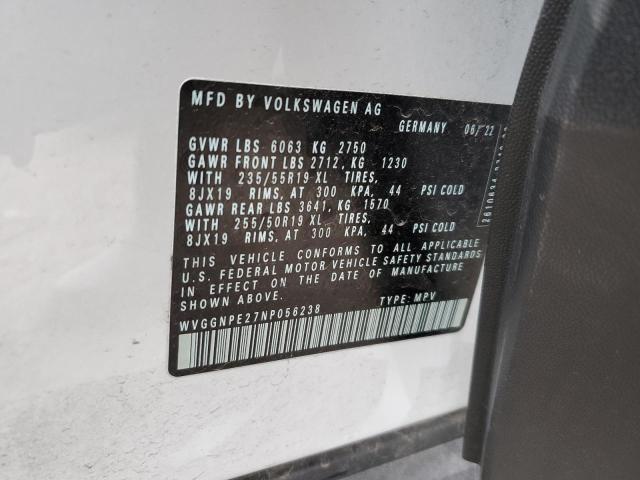 MFD BY VOLKSWAGEN AG
GERMANY 06/22
GVWR LBS 6063 KG 2750
GAWR FRONT LBS 2712, KG 1230
WITH 235/55R19 XL TIRES,
8JX19 RIMS, AT 300 KPA, 44 PSI COLD
GAWR REAR LBS 3641, KG 1570
WITH 255/50R19 XL TIRES,
8JX19 RIMS, AT 300 KPA, 44 PSI COLD
THIS VEHICLE CONFORMS TO ALL APPLICABLE
U.S. FEDERAL MOTOR VEHICLE SAFETY STANDARDS
IN EFFECT ON THE DATE OF MANUFACTURE
SHOWN ABOVE.
WVGGNPE27NP056238 TYPE: MPV